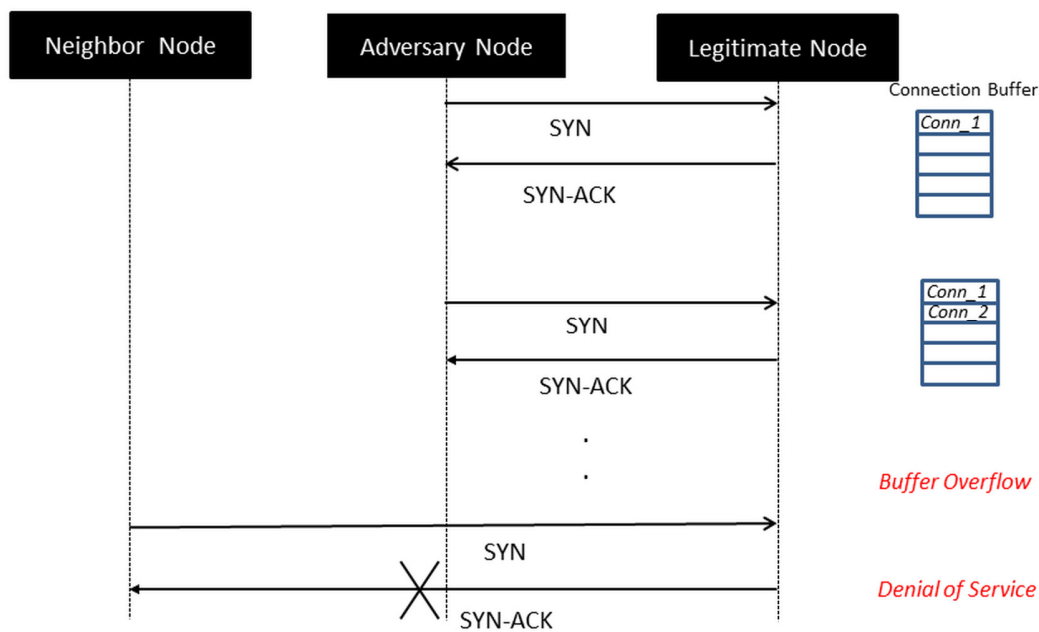 Neighbor Node
Adversary Node
Legitimate Node
Connection Buffer
SYN
Conn_1
SYN-ACK
Conn_1
SYN
Conn_2
SYN-ACK
.
.
Buffer Overflow
SYN
Denial of Service
SYN-ACK